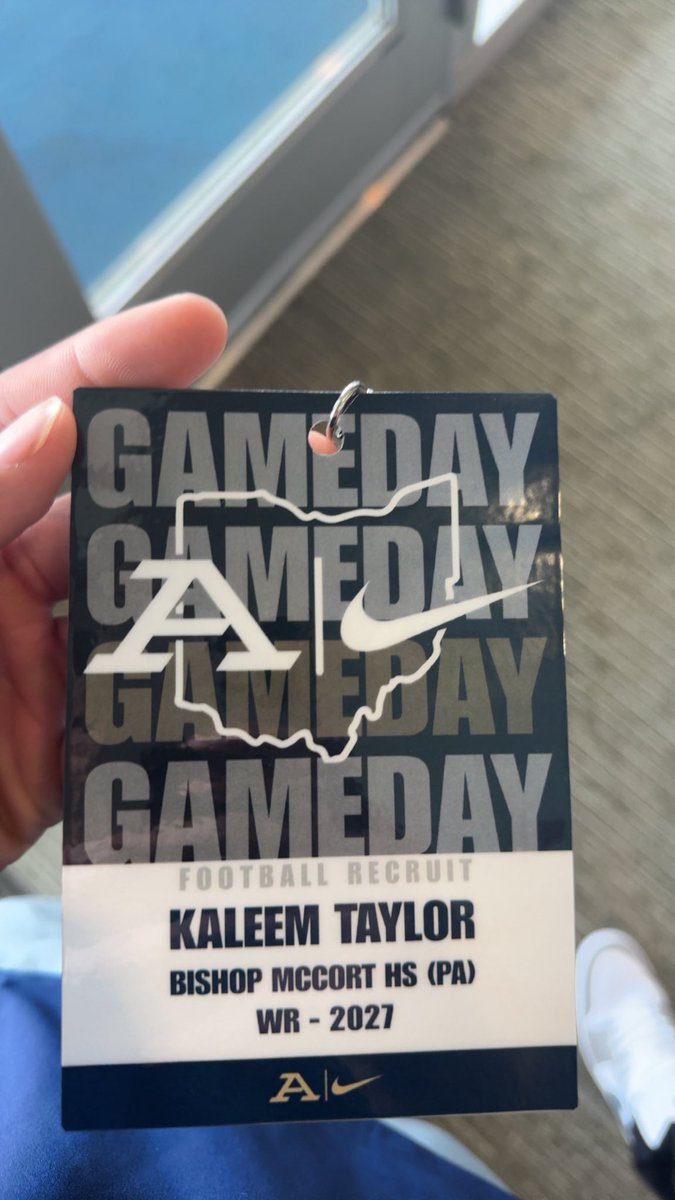 GAMEDAY
GAMEDAY
A
GAMEDAY
GAMEDAY
FOOTBALL RECRUIT
KALEEM TAYLOR
BISHOP MCCORT HS (PA)
WR - 2027
A